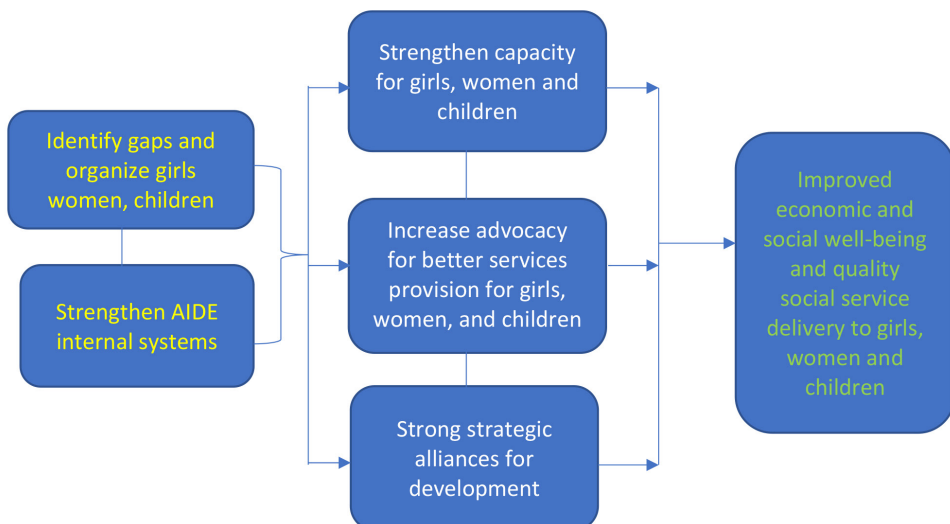 Identify gaps and
organize girls
women, children
Strengthen AIDE
internal systems
Strengthen capacity
for girls, women and
children
Increase advocacy
for better services
provision for girls,
women, and children
Strong strategic
alliances for
development
Improved
economic and
social well-being
and quality
social service
delivery to girls,
women and
children